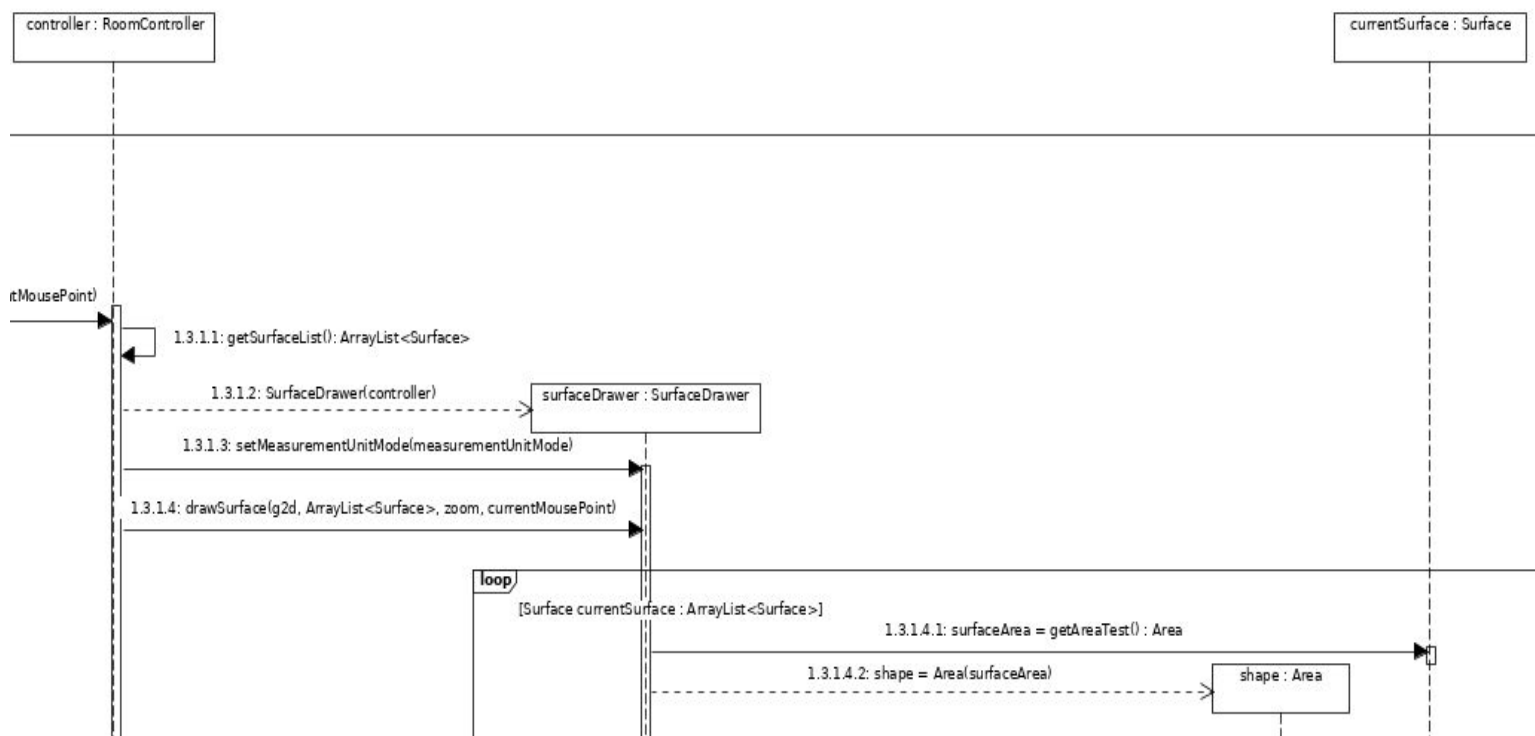 controller : RoomController
currentSurface : Surface
tMousePoint)
1.3.1.1: getSurfaceList(): ArrayList<Surface>
1.3.1.2: SurfaceDrawer(controller)
surfaceDrawer : SurfaceDrawer
1.3.1.3: setMeasurementUnitMode(measurementUnitMode)
1.3.1.4: drawSurface(g2d, ArrayList<Surface>, zoom, currentMousePoint)
loop
[Surface currentSurface : ArrayList<Surface>]
1.3.1.4.1: surfaceArea = getAreaTest() : Area
1.3.1.4.2: shape = Area(surfaceArea)
shape : Area